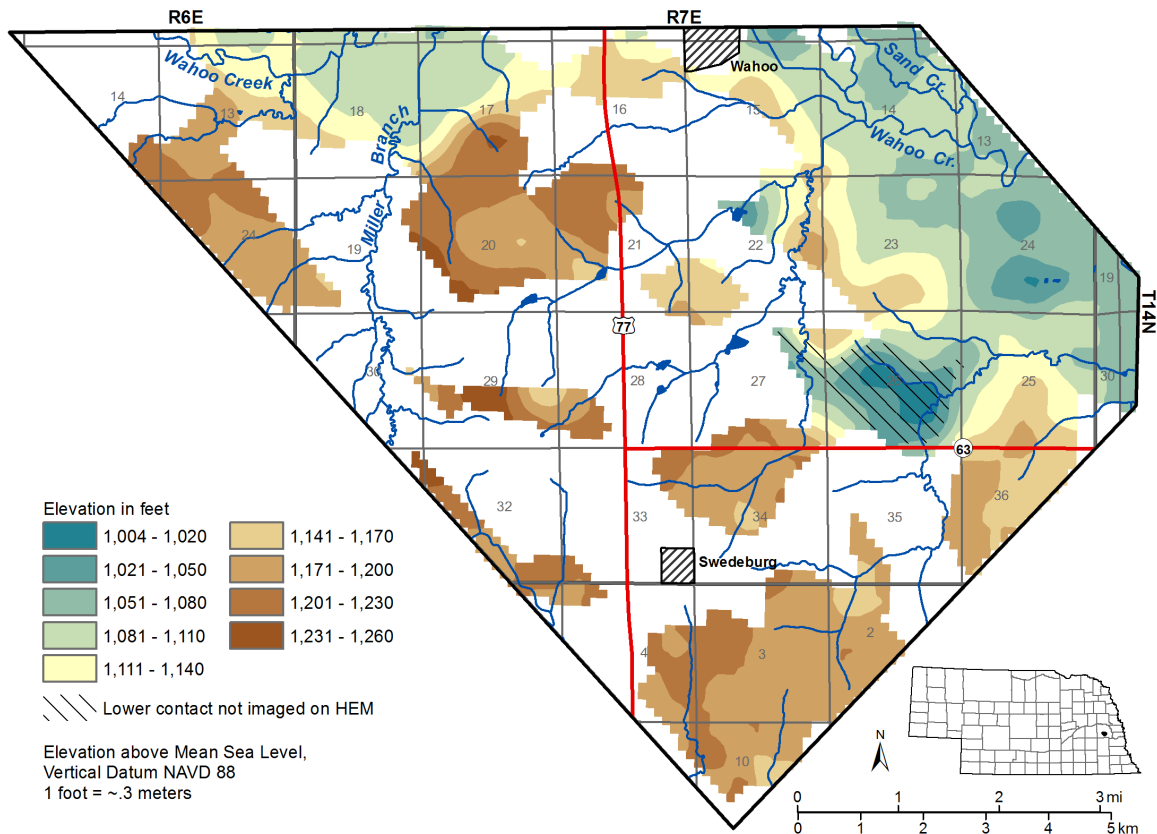 R6E
R7E
Wahoo Creek
Wahoo
Sand Cr.
14
13
18
17
16
15
14
Wahoo Cr.
13
Miller Branch
24
19
20
21
22
23
24
19
T14N
77
30
29
28
27
25
30
63
32
33
34
35
36
Swedeburg
4
3
2
10
Elevation in feet
1,004 - 1,020
1,021 - 1,050
1,051 - 1,080
1,081 - 1,110
1,111 - 1,140
1,141 - 1,170
1,171 - 1,200
1,201 - 1,230
1,231 - 1,260
Lower contact not imaged on HEM
Elevation above Mean Sea Level,
Vertical Datum NAVD 88
1 foot = ~.3 meters
N
0 1 2 3 mi
0 1 2 3 4 5 km